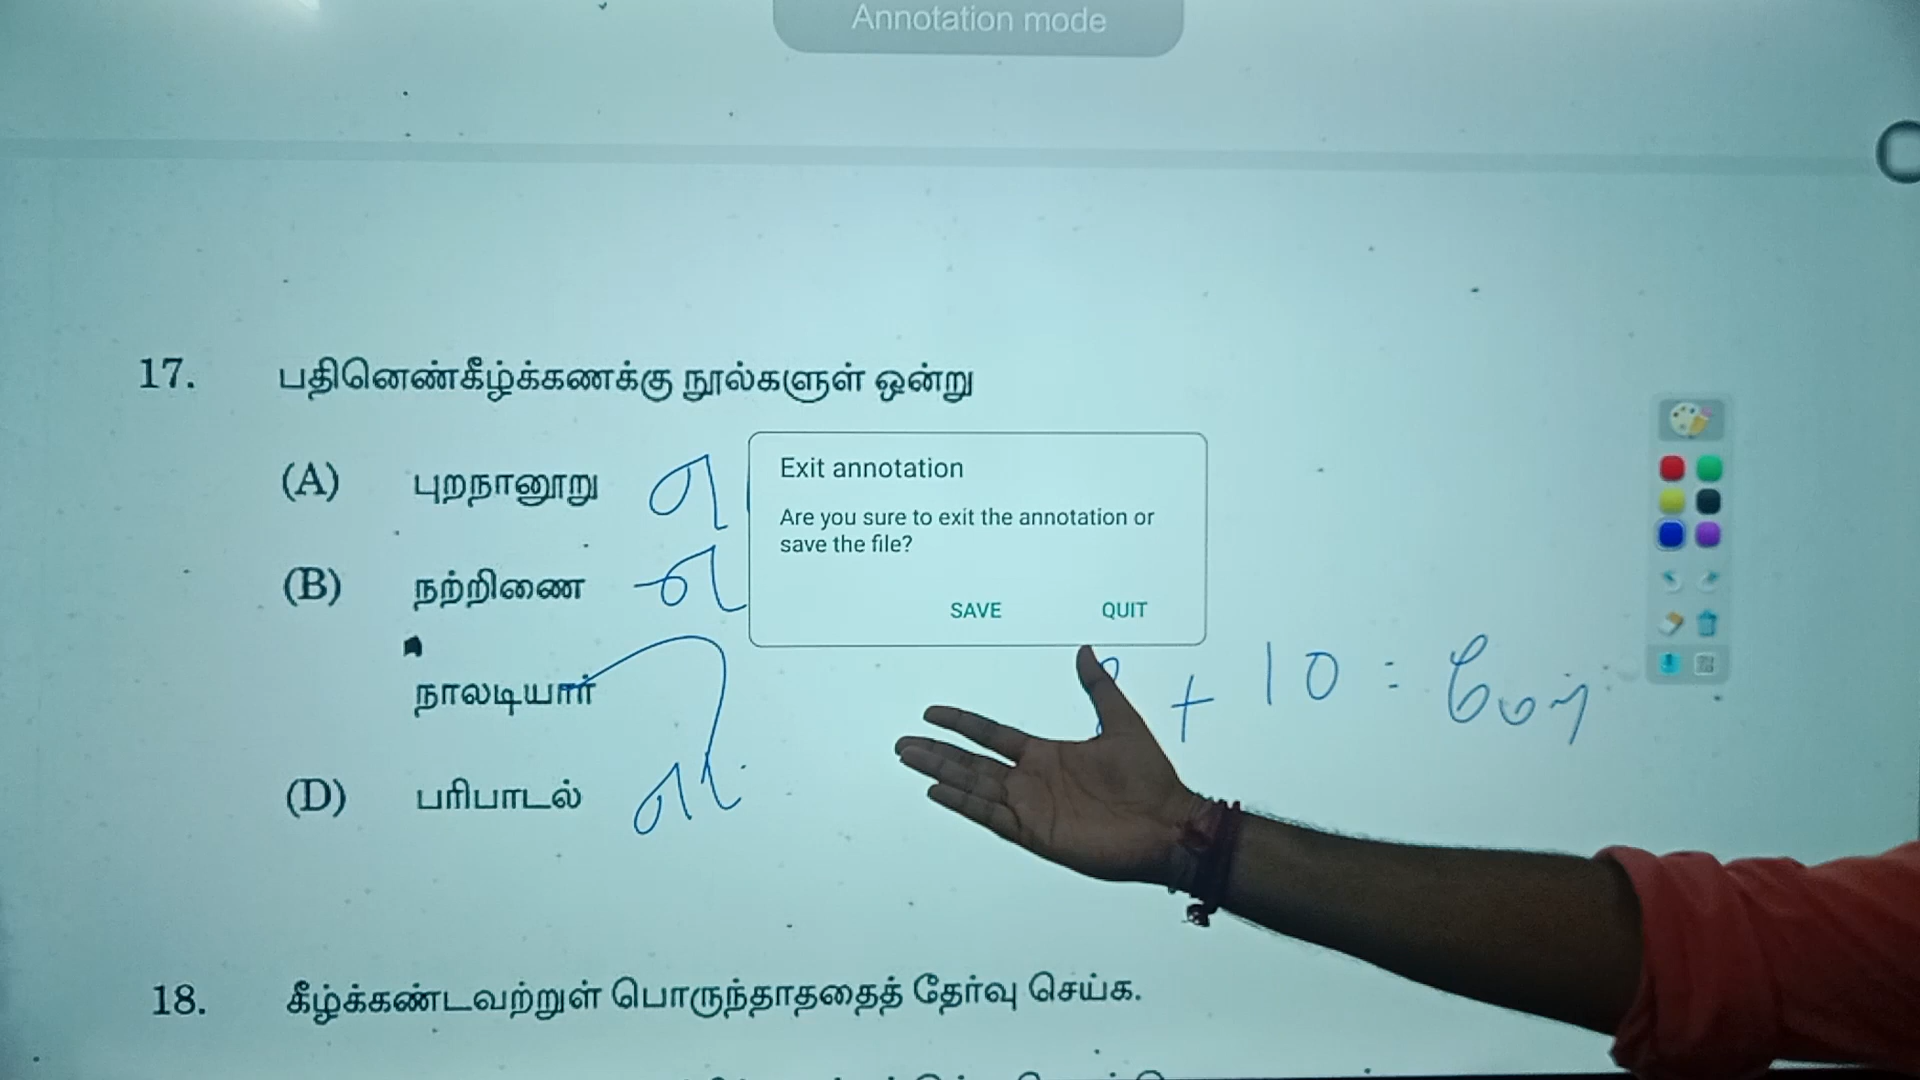 Annotation mode
17. பதினெண்கீழ்க்கணக்கு நூல்களுள் ஒன்று
(A) புறநானூறு
Exit annotation
Are you sure to exit the annotation or
save the file?
(B) நற்றிணை
SAVE QUIT
நாலடியார்
+ 10 :
(D) பரிபாடல்
18. கீழ்க்கண்டவற்றுள் பொருந்தாததைத் தேர்வு செய்க.